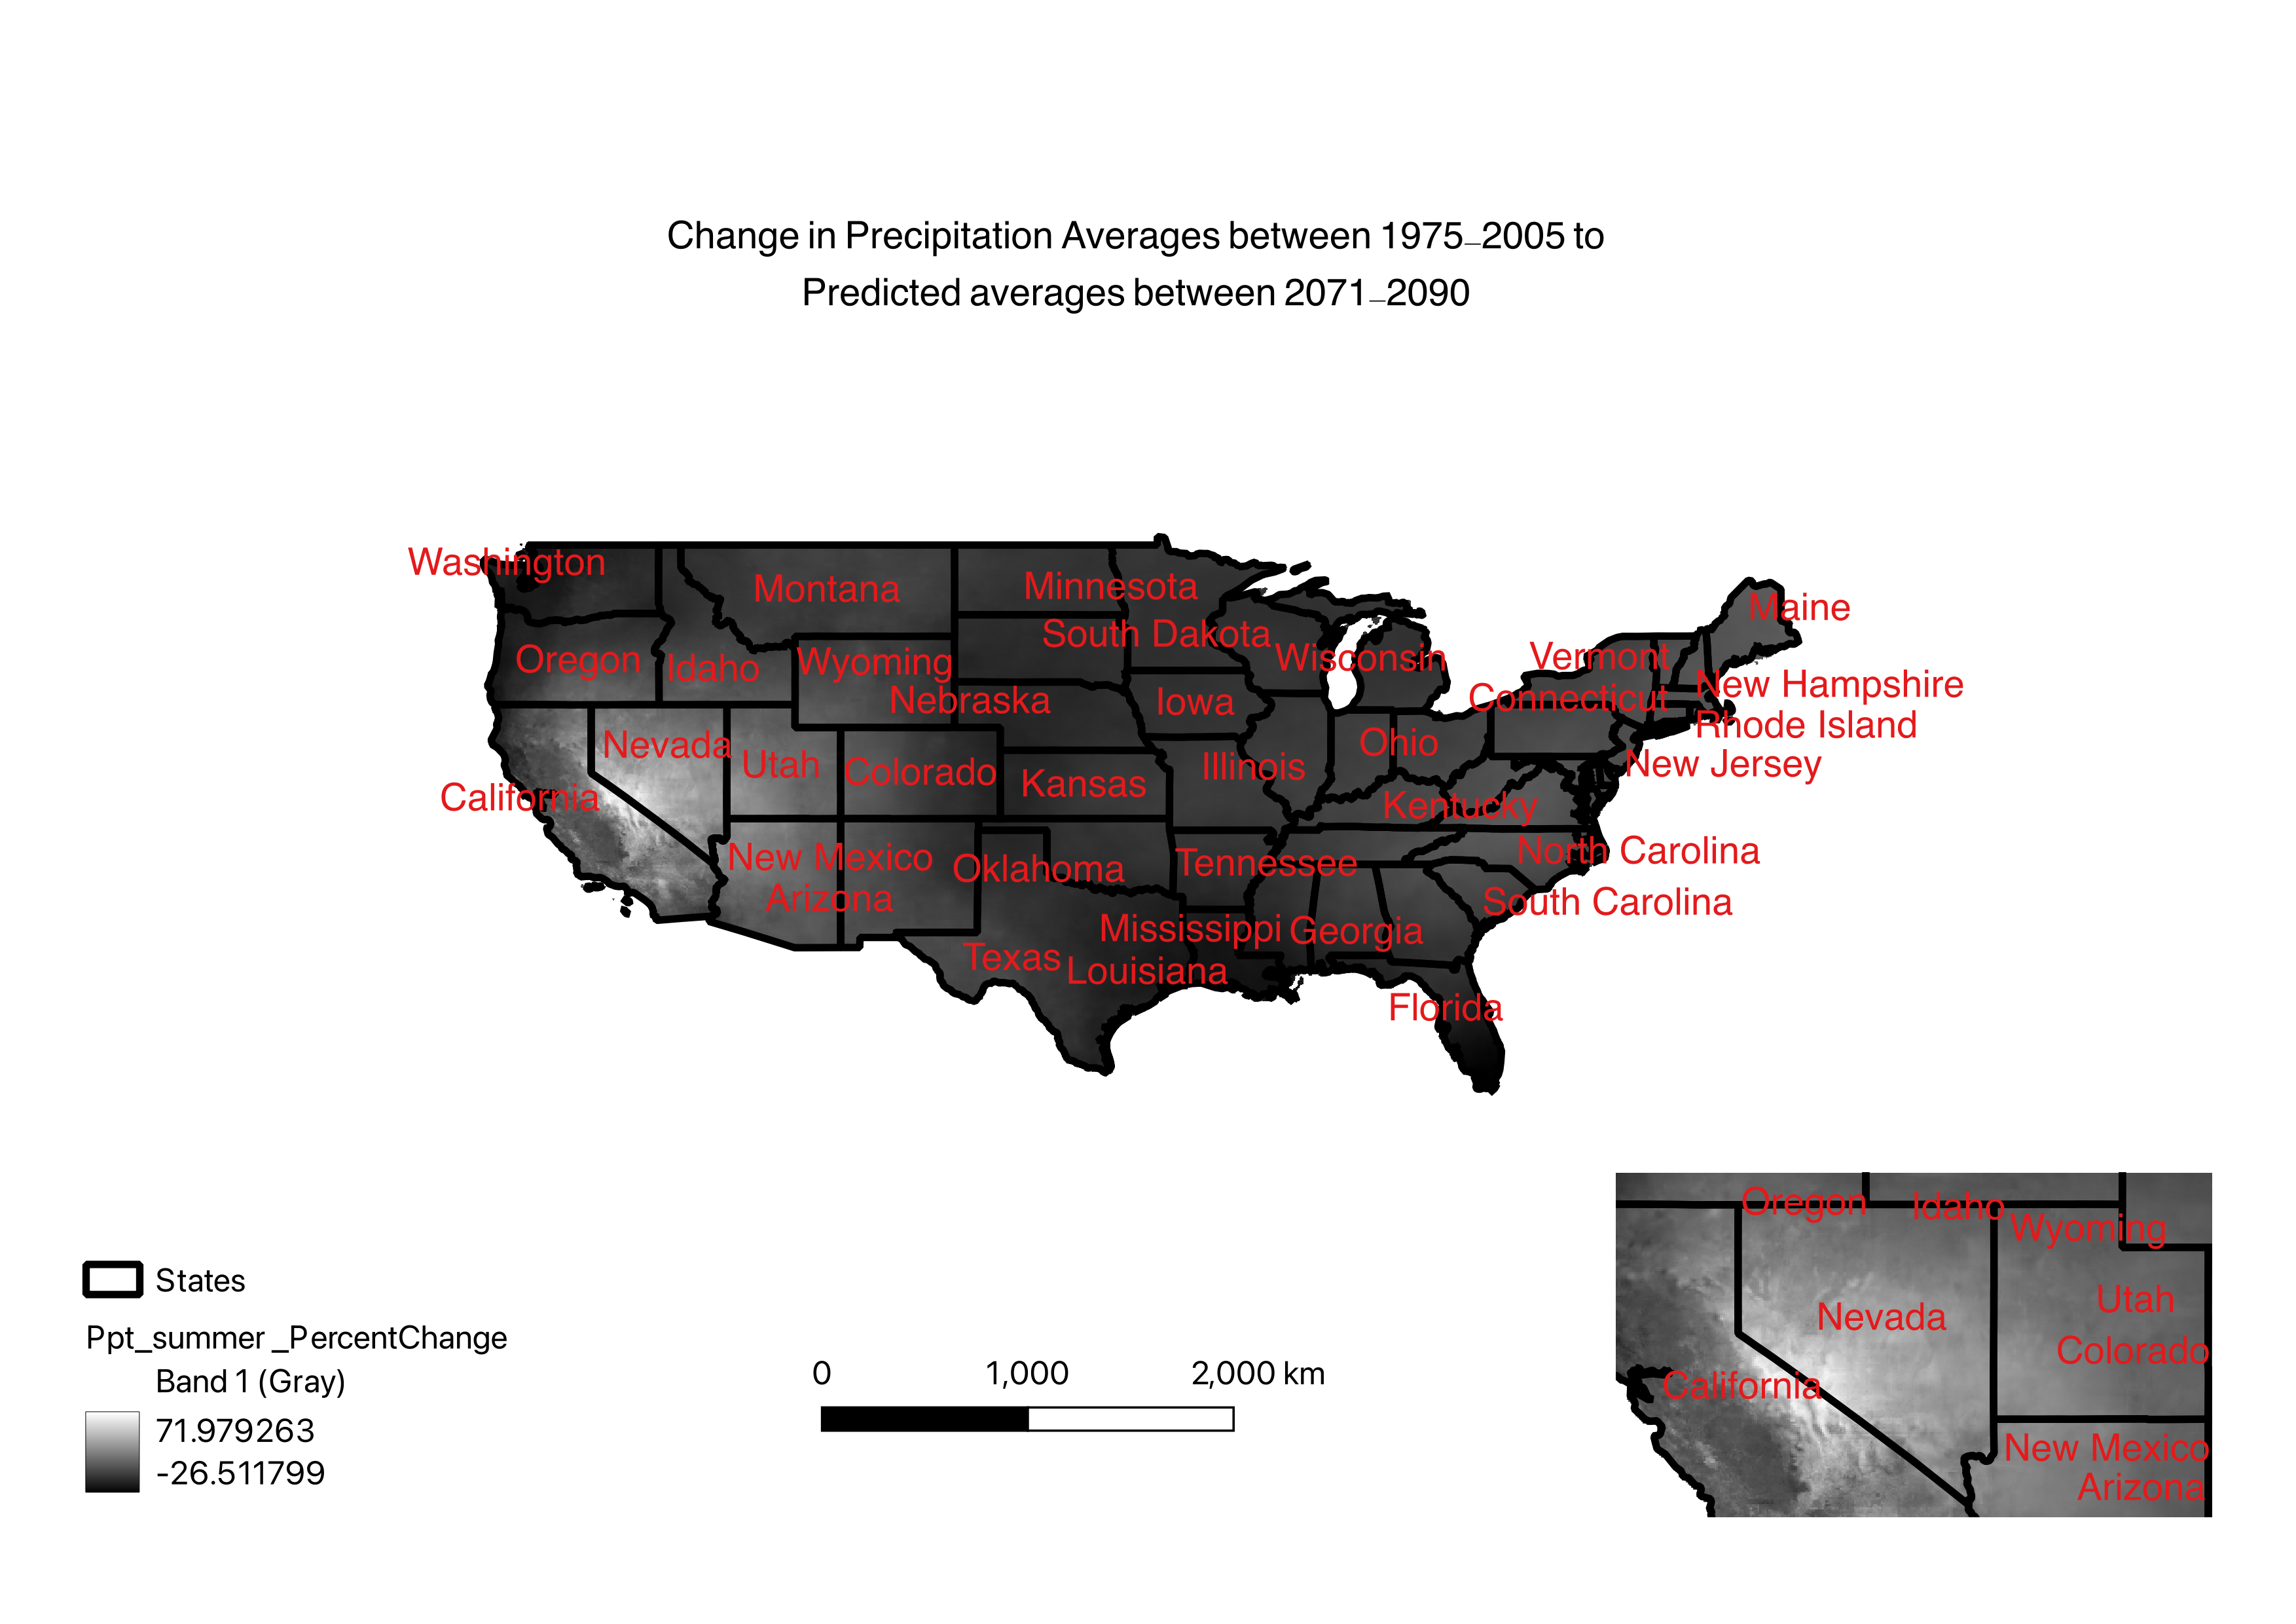 Change in Precipitation Averages between 1975–2005 to
Predicted averages between 2071–2090
Washington
Montana
Minnesota
Maine
Oregon
Idaho
Wyoming
South Dakota
Wisconsin
Vermont
Nebraska
Iowa
Connecticut
New Hampshire
Rhode Island
Nevada
Utah
Colorado
Kansas
Illinois
Ohio
New Jersey
California
Kentucky
New Mexico
Oklahoma
Tennessee
North Carolina
Arizona
South Carolina
Mississippi
Georgia
Texas
Louisiana
Florida
Oregon
Idaho
Wyoming
Utah
Nevada
Colorado
California
New Mexico
Arizona
States
Ppt_summer_PercentChange
Band 1 (Gray)
71.979263
-26.511799
0 1,000 2,000 km